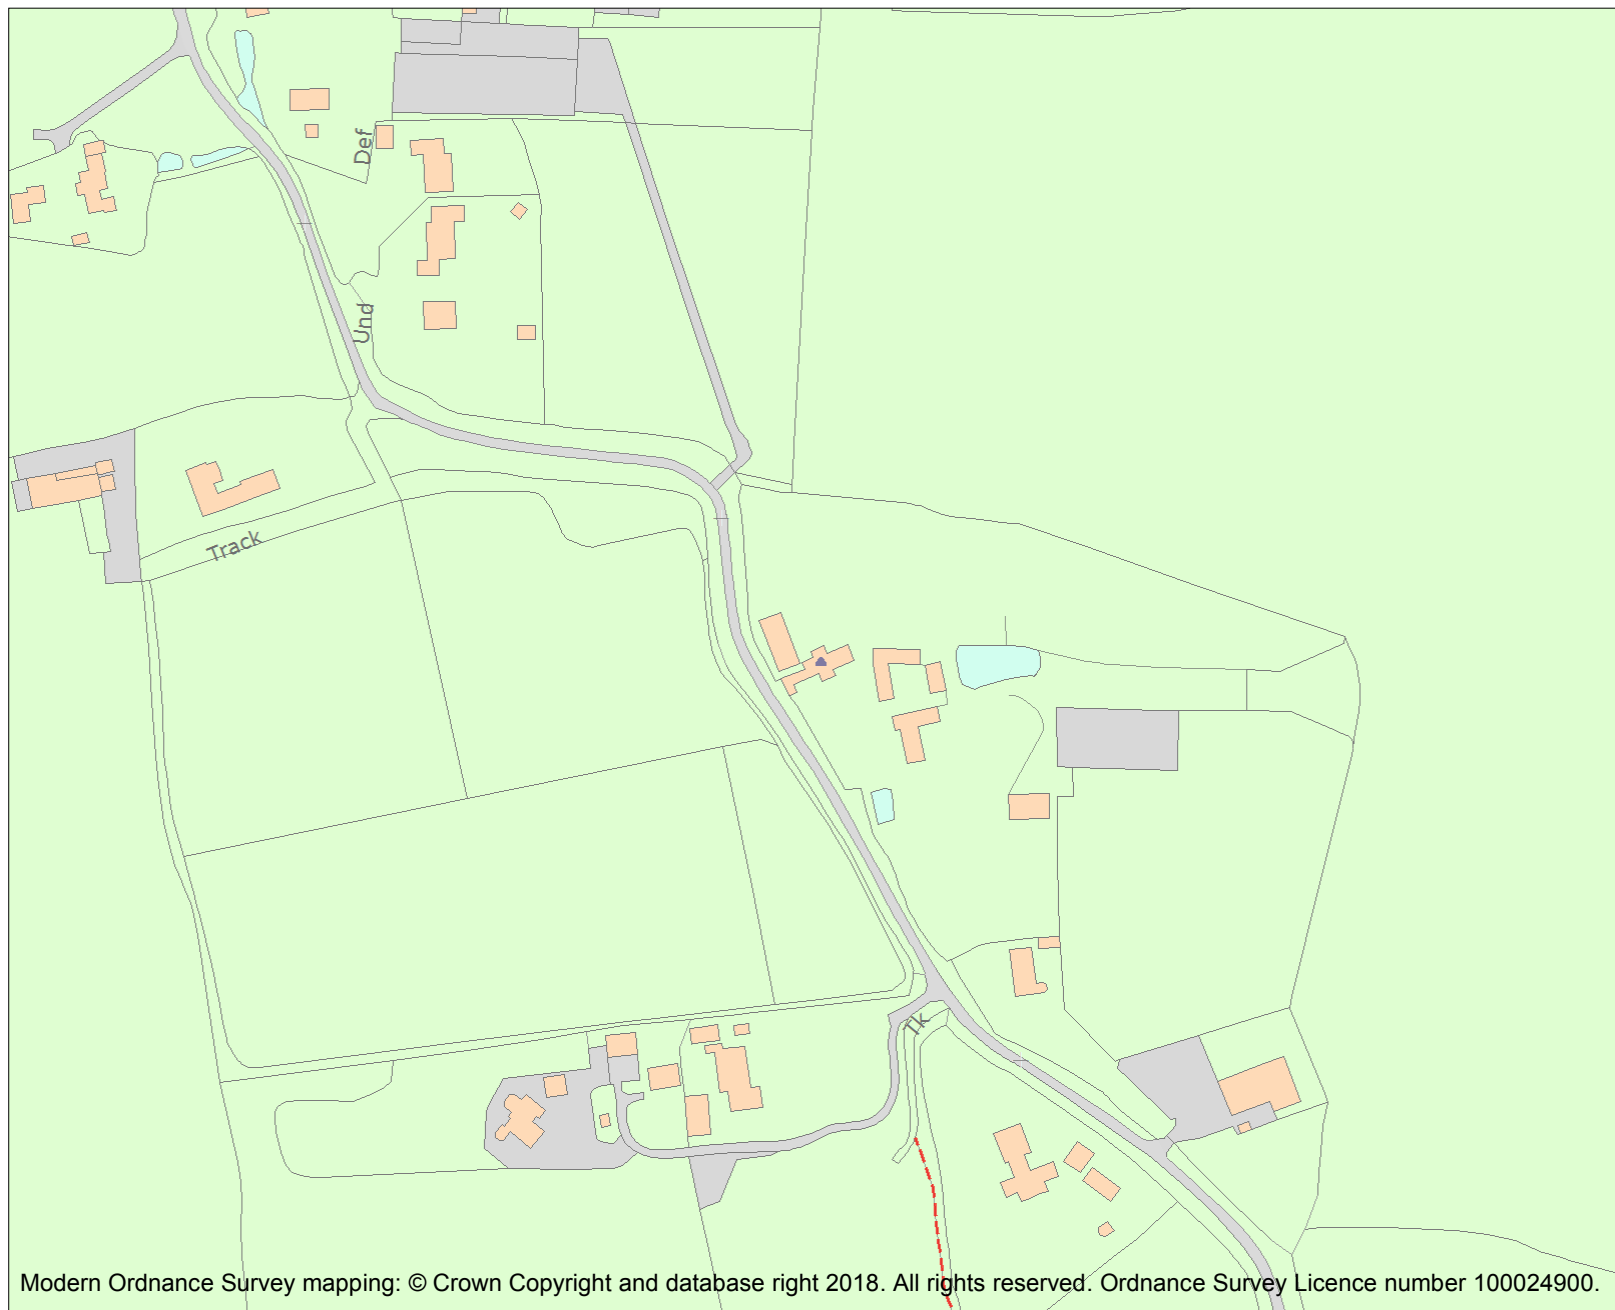 Def
Und
Track
Tk
Modern Ordnance Survey mapping: © Crown Copyright and database right 2018. All rights reserved. Ordnance Survey Licence number 100024900.